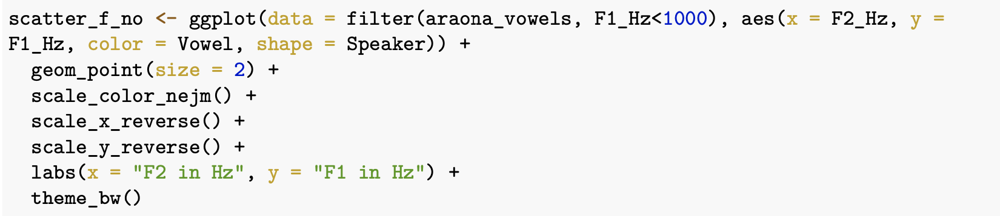 scatter_f_no <- ggplot(data = filter(araona_vowels, F1_Hz<1000), aes(x = F2_Hz, y =
F1_Hz, color = Vowel, shape = Speaker)) +
  geom_point(size = 2) +
  scale_color_nejm() +
  scale_x_reverse() +
  scale_y_reverse() +
  labs(x = "F2 in Hz", y = "F1 in Hz") +
  theme_bw()